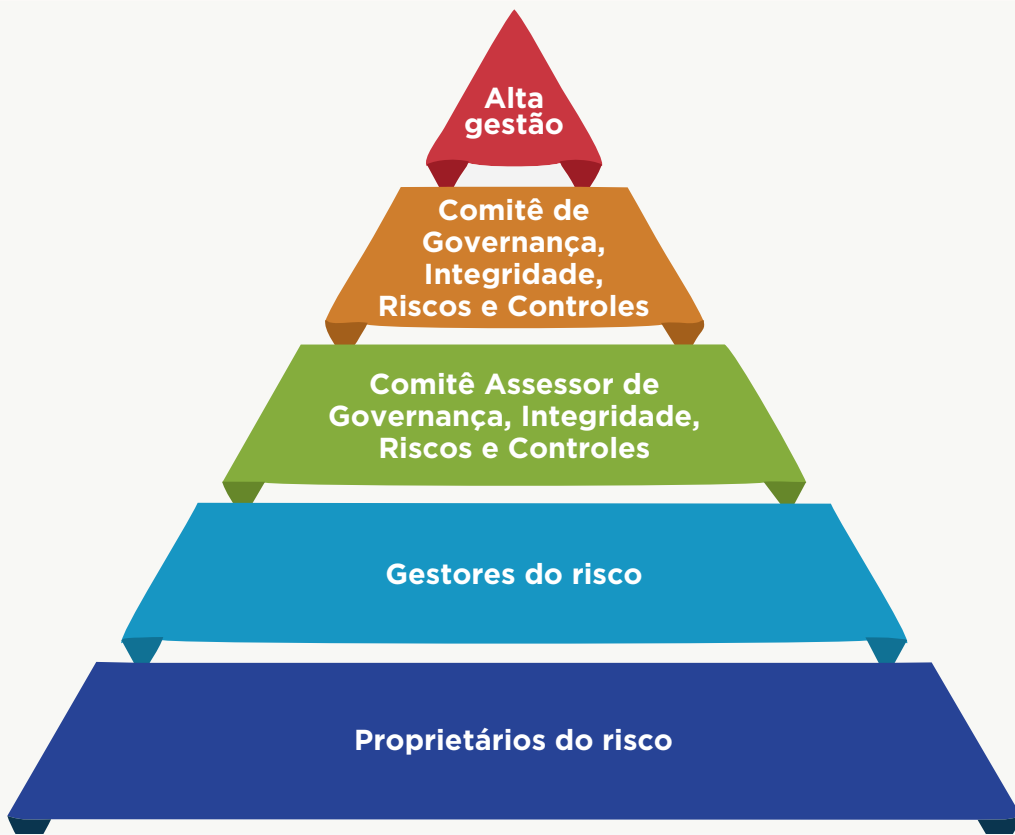 Alta
gestão
Comitê de
Governança,
Integridade,
Riscos e Controles
Comitê Assessor de
Governança, Integridade,
Riscos e Controles
Gestores do risco
Proprietários do risco